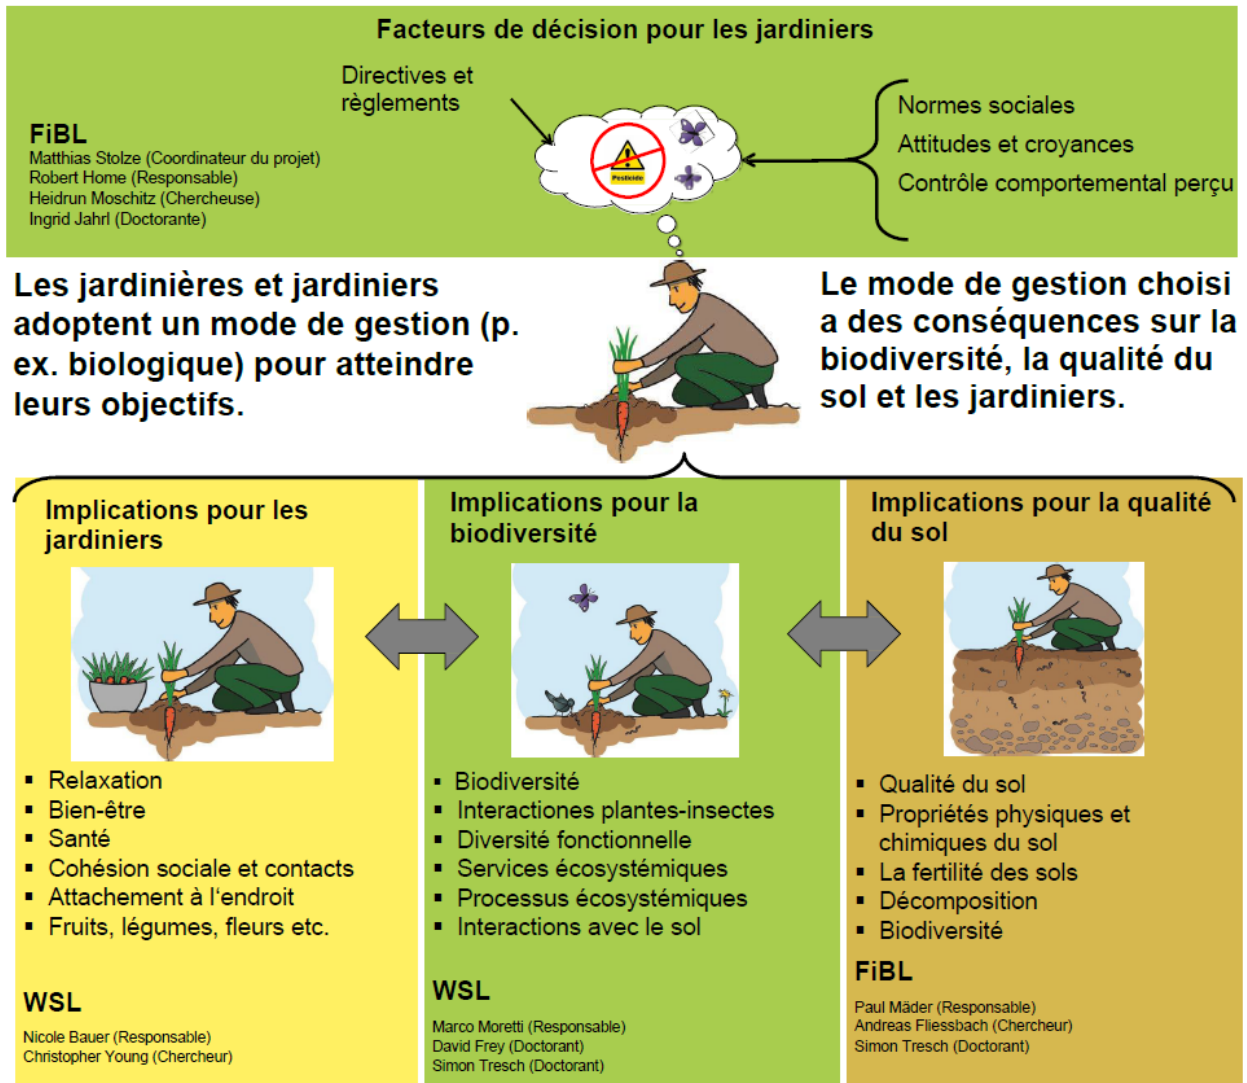 Facteurs de décision pour les jardiniers
Directives et
règlements
Normes sociales
Attitudes et croyances
Contrôle comportemental perçu
Pesticide
FiBL
Matthias Stolze (Coordinateur du projet)
Robert Home (Responsable)
Heidrun Moschitz (Chercheuse)
Ingrid Jahrl (Doctorante)
Les jardinières et jardiniers
adoptent un mode de gestion (p.
ex. biologique) pour atteindre
leurs objectifs.
Le mode de gestion choisi
a des conséquences sur la
biodiversité, la qualité du
sol et les jardiniers.
Implications pour les
jardiniers
▪ Relaxation
▪ Bien-être
▪ Santé
▪ Cohésion sociale et contacts
▪ Attachement à l‘endroit
▪ Fruits, légumes, fleurs etc.
WSL
Nicole Bauer (Responsable)
Christopher Young (Chercheur)
Implications pour la
biodiversité
▪ Biodiversité
▪ Interactiones plantes-insectes
▪ Diversité fonctionnelle
▪ Services écosystémiques
▪ Processus écosystémiques
▪ Interactions avec le sol
WSL
Marco Moretti (Responsable)
David Frey (Doctorant)
Simon Tresch (Doctorant)
Implications pour la qualité
du sol
▪ Qualité du sol
▪ Propriétés physiques et
chimiques du sol
▪ La fertilité des sols
▪ Décomposition
▪ Biodiversité
FiBL
Paul Mäder (Responsable)
Andreas Fliessbach (Chercheur)
Simon Tresch (Doctorant)